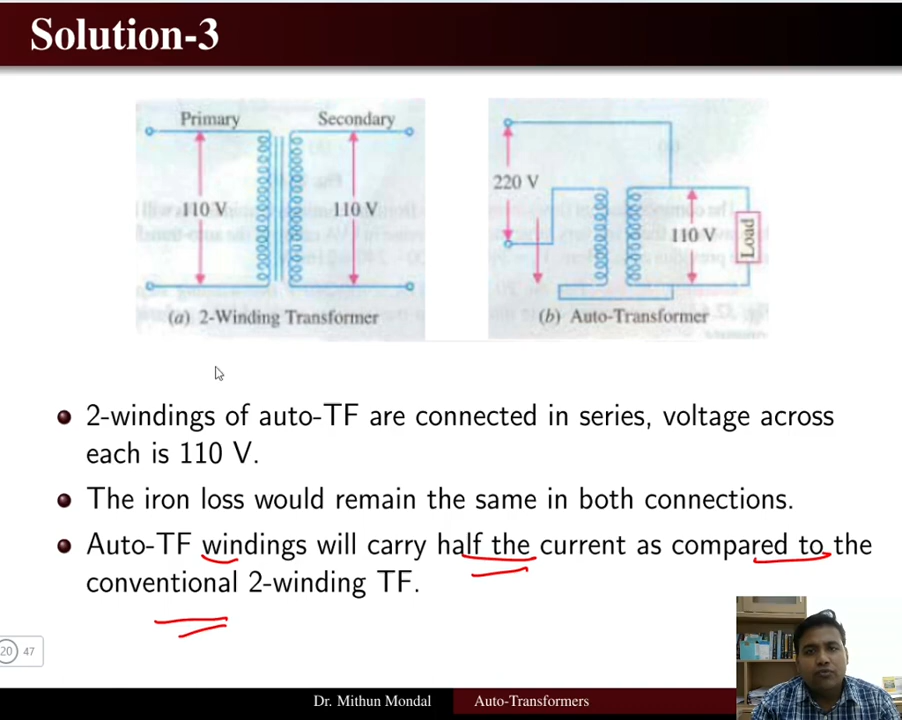 Solution-3
Primary
Secondary
110 V
110 V
(a) 2-Winding Transformer
220 V
110 V
Load
(b) Auto-Transformer
2-windings of auto-TF are connected in series, voltage across
each is 110 V.
The iron loss would remain the same in both connections.
Auto-TF windings will carry half the current as compared to the
conventional 2-winding TF.
20 47
Dr. Mithun Mondal
Auto-Transformers